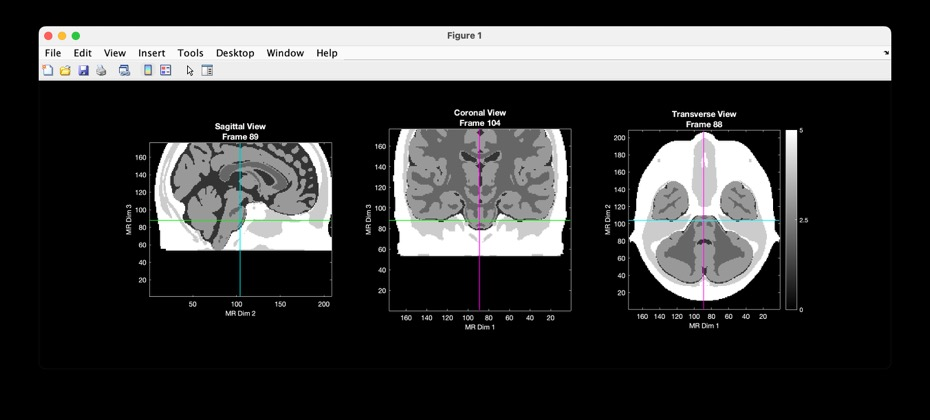 Figure 1
File Edit View Insert Tools Desktop Window Help
Sagittal View
Frame 89
160
140
120
100
80
60
40
20
MR Dim 3
50 100 150 200
MR Dim 2
Coronal View
Frame 104
160
140
120
100
80
60
40
20
MR Dim 3
160 140 120 100 80 60 40 20
MR Dim 1
Transverse View
Frame 88
200
180
160
140
120
100
80
60
40
20
MR Dim 2
160 140 120 100 80 60 40 20
MR Dim 1
5
2.5
0